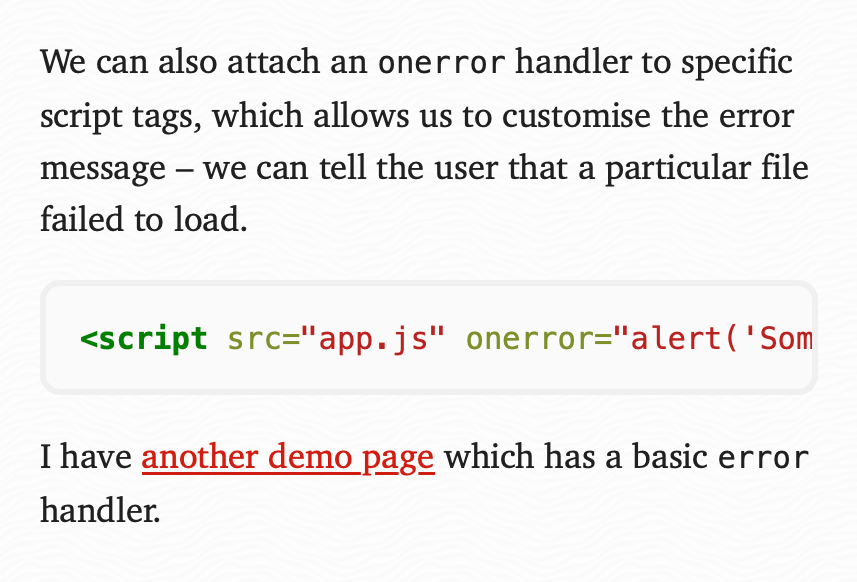 We can also attach an onerror handler to specific
script tags, which allows us to customise the error
message – we can tell the user that a particular file
failed to load.
<script src="app.js" onerror="alert('Som
I have another demo page which has a basic error
handler.